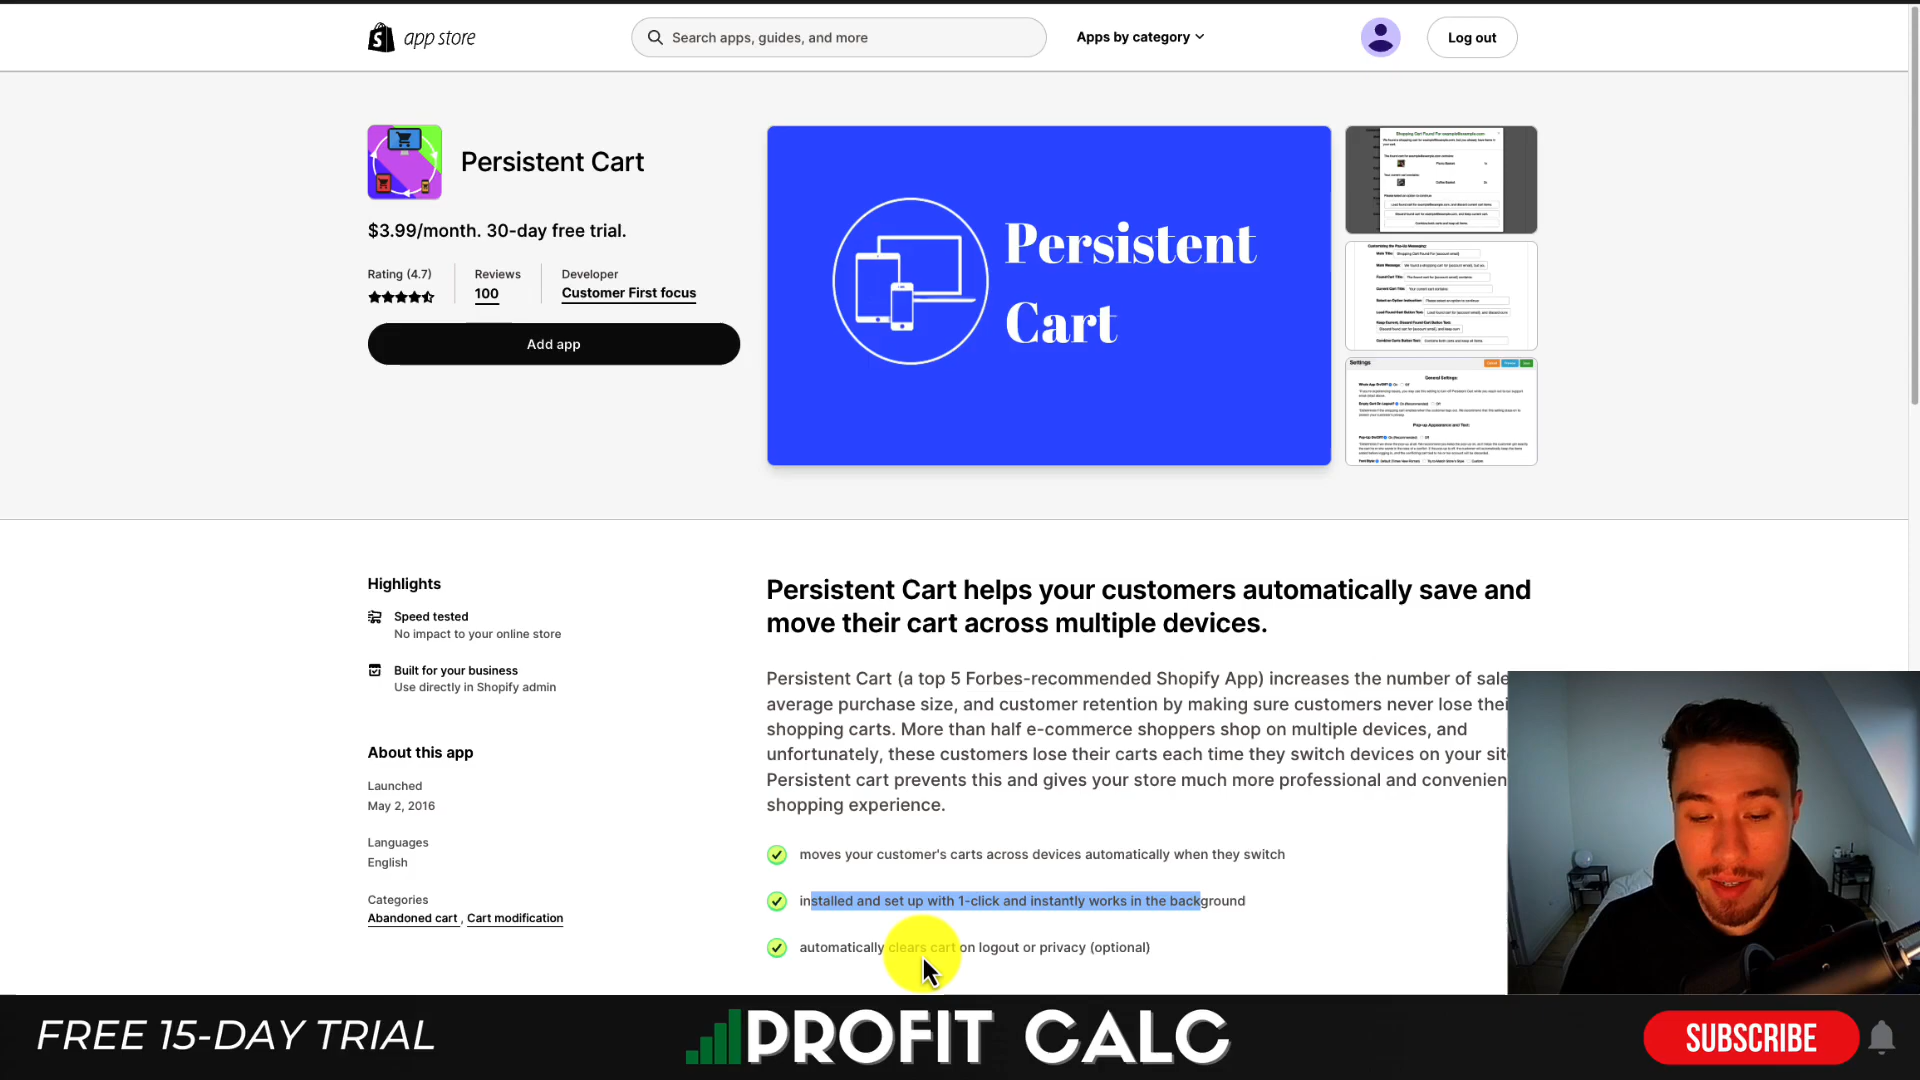 app store
Search apps, guides, and more
Apps by category
Log out
Persistent Cart
$3.99/month. 30-day free trial.
Rating (4.7)
Reviews
100
Developer
Customer First focus
Add app
Persistent
Cart
Settings
Highlights
Speed tested
No impact to your online store
Built for your business
Use directly in Shopify admin
About this app
Launched
May 2, 2016
Languages
English
Categories
Abandoned cart , Cart modification
Persistent Cart helps your customers automatically save and
move their cart across multiple devices.
Persistent Cart (a top 5 Forbes-recommended Shopify App) increases the number of sale
average purchase size, and customer retention by making sure customers never lose thei
shopping carts. More than half e-commerce shoppers shop on multiple devices, and
unfortunately, these customers lose their carts each time they switch devices on your sit
Persistent cart prevents this and gives your store much more professional and convenien
shopping experience.
moves your customer's carts across devices automatically when they switch
installed and set up with 1-click and instantly works in the background
automatically clears cart on logout or privacy (optional)
FREE 15-DAY TRIAL
PROFIT CALC
SUBSCRIBE